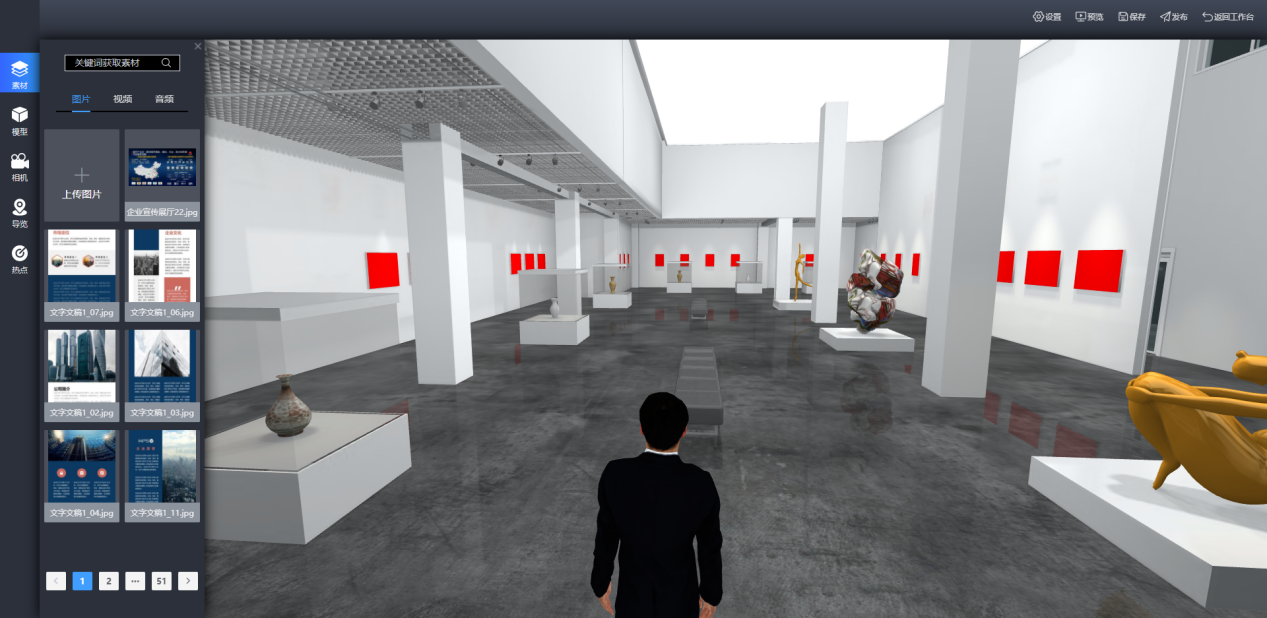 设置
预览
保存
发布
返回工作台
素材
模型
相机
导览
热点
关键词获取素材
图片
视频
音频
上传图片
企业宣传展厅22.jpg
文字文稿1_07.jpg
文字文稿1_06.jpg
文字文稿1_02.jpg
文字文稿1_03.jpg
文字文稿1_04.jpg
文字文稿1_11.jpg
1
2
···
51